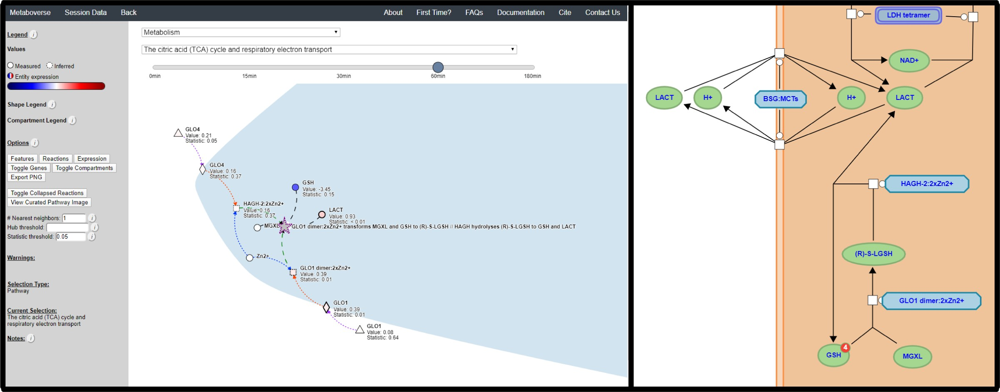 Metaboverse Session Data Back About First Time? FAQs Documentation Cite Contact Us
Legend i
Values
Measured Inferred
Entity expression
Shape Legend i
Compartment Legend i
Options i
Features Reactions Expression
Toggle Genes Toggle Compartments
Export PNG
Toggle Collapsed Reactions
View Curated Pathway Image
# Nearest neighbors: 1 i
Hub threshold: i
Statistic threshold: 0.05 i
Warnings:
Selection Type:
Pathway
Current Selection:
The citric acid (TCA) cycle and
respiratory electron transport
Notes: i
Metabolism
The citric acid (TCA) cycle and respiratory electron transport
0min 15min 30min 60min 180min
GLO4
Value: 0.21
Statistic: 0.05
GLO4
Value: 0.16
Statistic: 0.37
GSH
Value: -3.45
Statistic: 0.15
HAGH-2:2xZn2+
Value: 0.16
Statistic: 0.37
LACT
Value: 0.93
Statistic: < 0.01
MGXL
GLO1 dimer:2xZn2+ transforms MGXL and GSH to (R)-S-LGSH // HAGH hydrolyses (R)-S-LGSH to GSH and LACT
Zn2+
GLO1 dimer:2xZn2+
Value: 0.39
Statistic: 0.01
GLO1
Value: 0.39
Statistic: 0.01
GLO1
Value: 0.08
Statistic: 0.64
LDH tetramer
NAD+
LACT H+ BSG:MCTs H+ LACT
HAGH-2:2xZn2+
(R)-S-LGSH
GLO1 dimer:2xZn2+
4
GSH MGXL